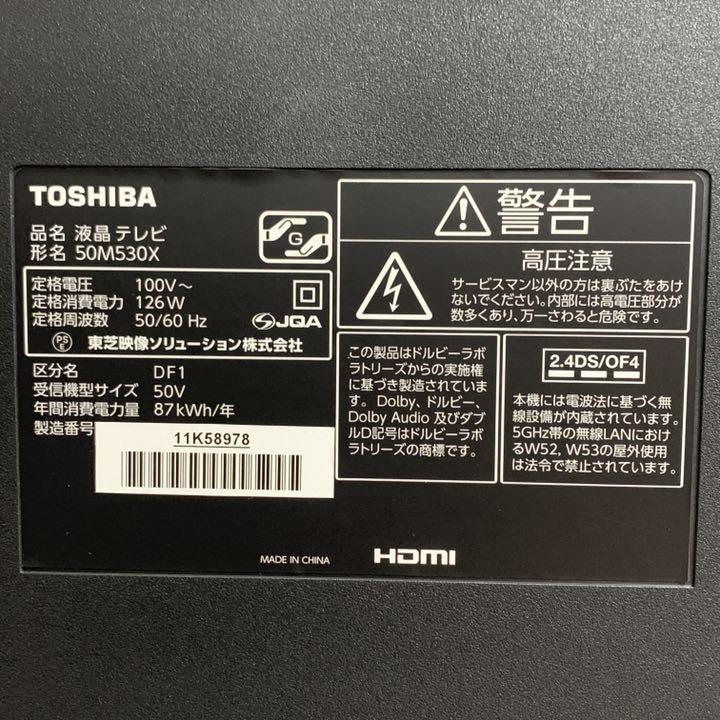 TOSHIBA
品名 液晶テレビ
形名 50M530X
G
定格電圧 100V～
定格消費電力 126W
定格周波数 50/60 Hz
JQA
PS
E
東芝映像ソリューション株式会社
区分名 DF1
受信機型サイズ 50V
年間消費電力量 87kWh/年
製造番号
11K58978
警告
高圧注意
サービスマン以外の方は裏ぶたをあけ
ないでください。内部には高電圧部分が
数多くあり、万一さわると危険です。
この製品はドルビーラボ
ラトリーズからの実施権
に基づき製造されていま
す。Dolby、ドルビー、
Dolby Audio 及びダブ
ルD記号はドルビーラボ
ラトリーズの商標です。
2.4DS/OF4
本機には電波法に基づく無
線設備が内蔵されています。
5GHz帯の無線LANにおけ
るW52、W53の屋外使用
は法令で禁止されています。
MADE IN CHINA
HDMI